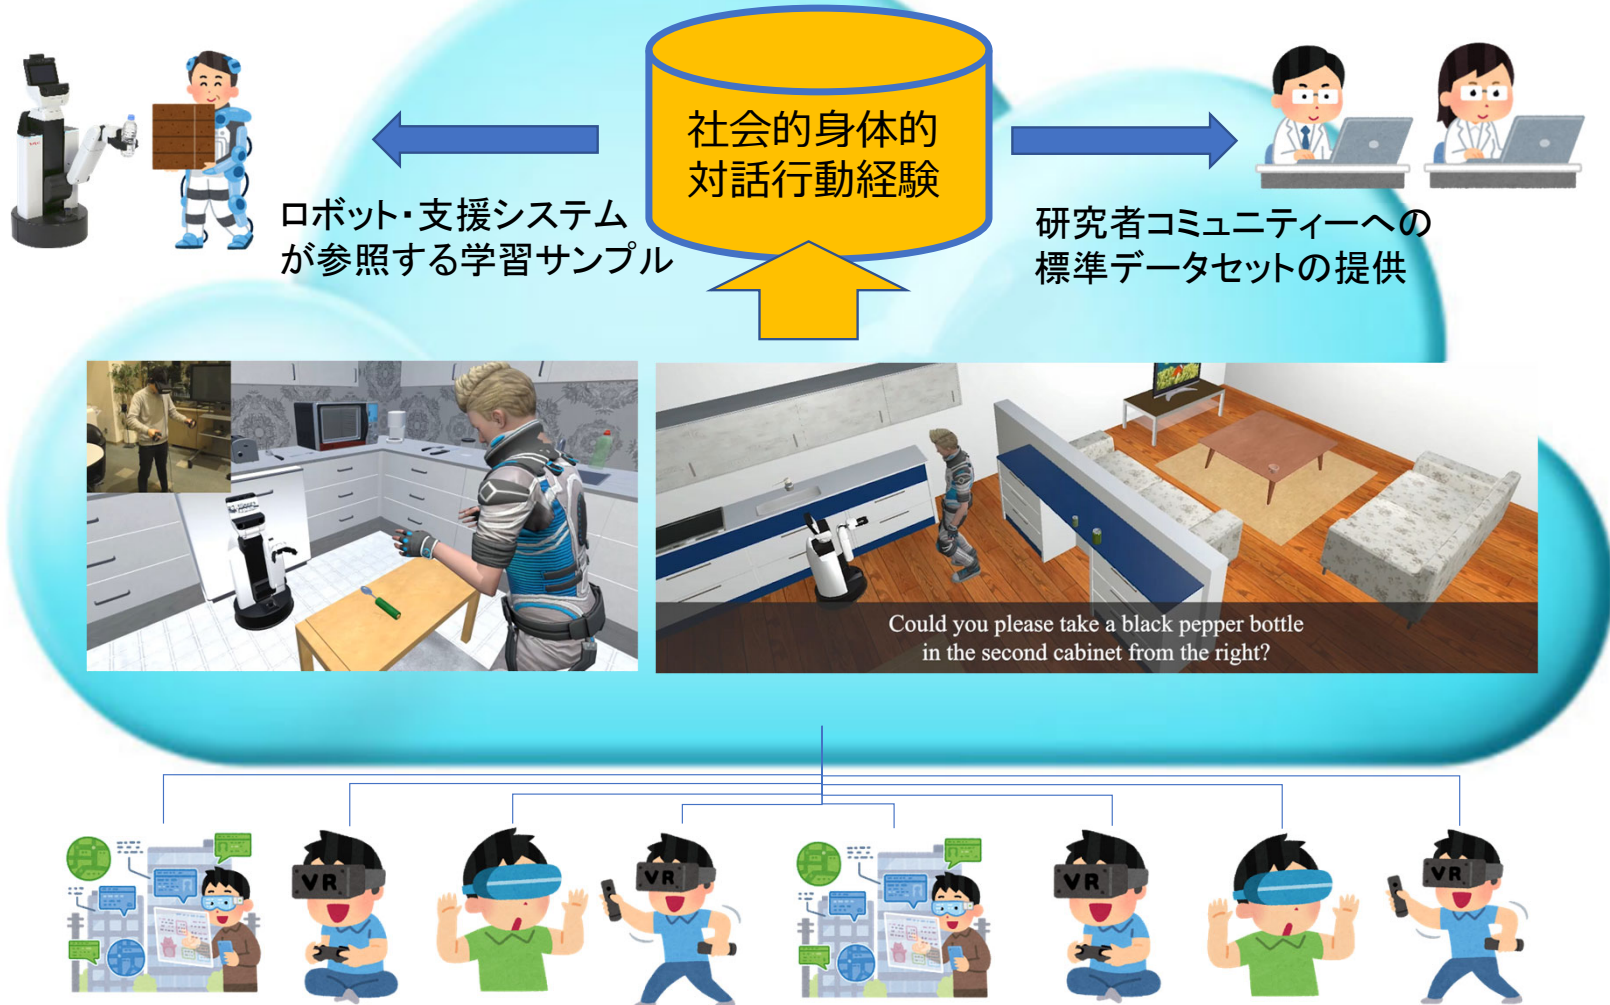 社会的身体的
対話行動経験
ロボット・支援システム
が参照する学習サンプル
研究者コミュニティーへの
標準データセットの提供
Could you please take a black pepper bottle
in the second cabinet from the right?
VR
VR
VR
VR